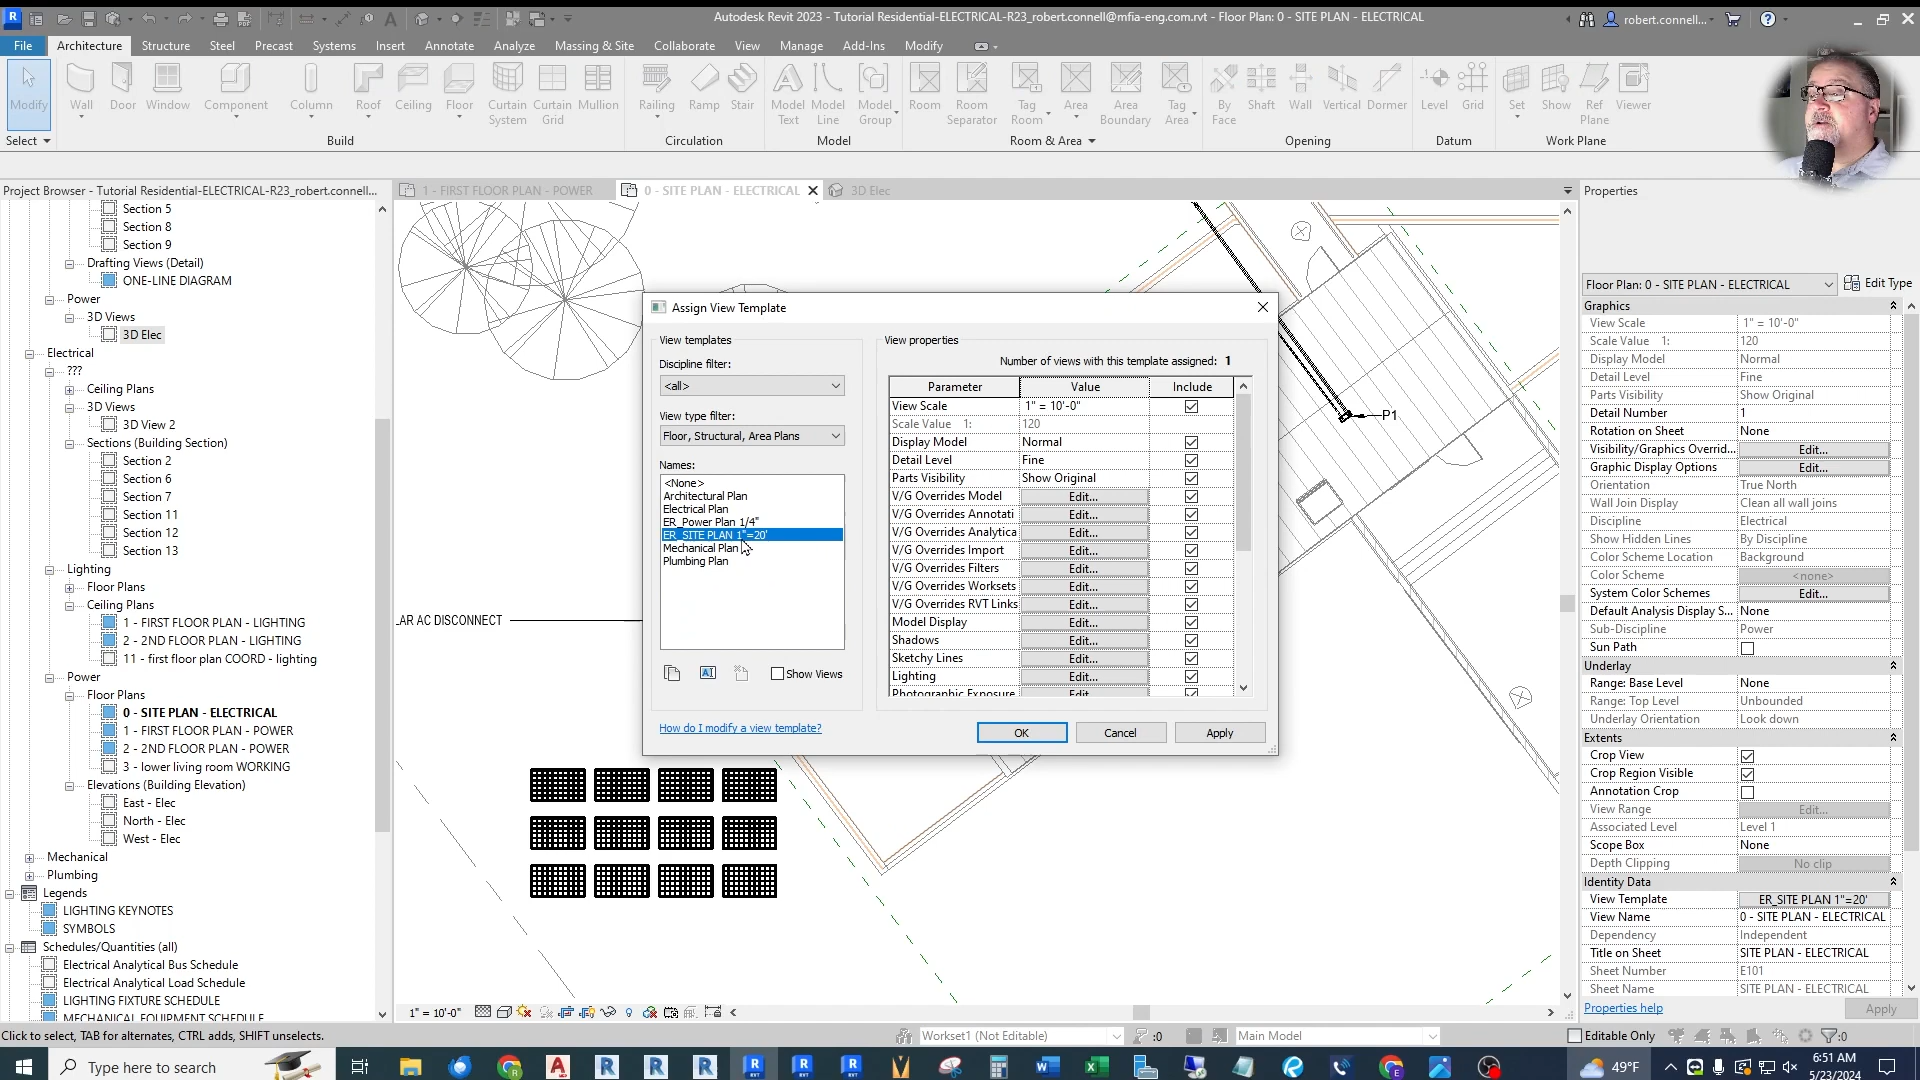 Autodesk Revit 2023 - Tutorial Residential-ELECTRICAL-R23_robert.connell@mfia-eng.com.rvt - Floor Plan: 0 - SITE PLAN - ELECTRICAL
robert.connell...
File Architecture Structure Steel Precast Systems Insert Annotate Analyze Massing & Site Collaborate View Manage Add-Ins Modify
Modify Wall Door Window Component Column Roof Ceiling Floor Curtain System Curtain Grid Mullion Railing Ramp Stair Model Text Model Line Model Group Room Room Separator Tag Room Area Area Boundary Tag Area By Face Shaft Wall Vertical Dormer Level Grid Set Show Ref Plane Viewer
Select Build Circulation Model Room & Area Opening Datum Work Plane
Project Browser - Tutorial Residential-ELECTRICAL-R23_robert.connell...
Section 5
Section 8
Section 9
Drafting Views (Detail)
ONE-LINE DIAGRAM
Power
3D Views
3D Elec
Electrical
???
Ceiling Plans
3D Views
3D View 2
Sections (Building Section)
Section 2
Section 6
Section 7
Section 11
Section 12
Section 13
Lighting
Floor Plans
Ceiling Plans
1 - FIRST FLOOR PLAN - LIGHTING
2 - 2ND FLOOR PLAN - LIGHTING
11 - first floor plan COORD - lighting
Power
Floor Plans
0 - SITE PLAN - ELECTRICAL
1 - FIRST FLOOR PLAN - POWER
2 - 2ND FLOOR PLAN - POWER
3 - lower living room WORKING
Elevations (Building Elevation)
East - Elec
North - Elec
West - Elec
Mechanical
Plumbing
Legends
LIGHTING KEYNOTES
SYMBOLS
Schedules/Quantities (all)
Electrical Analytical Bus Schedule
Electrical Analytical Load Schedule
LIGHTING FIXTURE SCHEDULE
MECHANICAL EQUIPMENT SCHEDULE
1 - FIRST FLOOR PLAN - POWER
0 - SITE PLAN - ELECTRICAL
3D Elec
P1
LAR AC DISCONNECT
Assign View Template
View templates
Discipline filter:
<all>
View type filter:
Floor, Structural, Area Plans
Names:
<None>
Architectural Plan
Electrical Plan
ER_Power Plan 1/4"
ER_SITE PLAN 1"=20'
Mechanical Plan
Plumbing Plan
Show Views
How do I modify a view template?
View properties
Number of views with this template assigned: 1
Parameter Value Include
View Scale 1" = 10'-0"
Scale Value 1: 120
Display Model Normal
Detail Level Fine
Parts Visibility Show Original
V/G Overrides Model Edit...
V/G Overrides Annotati Edit...
V/G Overrides Analytica Edit...
V/G Overrides Import Edit...
V/G Overrides Filters Edit...
V/G Overrides Worksets Edit...
V/G Overrides RVT Links Edit...
Model Display Edit...
Shadows Edit...
Sketchy Lines Edit...
Lighting Edit...
Photographic Exposure Edit
OK Cancel Apply
1" = 10'-0"
Properties
Floor Plan: 0 - SITE PLAN - ELECTRICAL Edit Type
Graphics
View Scale 1" = 10'-0"
Scale Value 1: 120
Display Model Normal
Detail Level Fine
Parts Visibility Show Original
Detail Number 1
Rotation on Sheet None
Visibility/Graphics Overrid... Edit...
Graphic Display Options Edit...
Orientation True North
Wall Join Display Clean all wall joins
Discipline Electrical
Show Hidden Lines By Discipline
Color Scheme Location Background
Color Scheme <none>
System Color Schemes Edit...
Default Analysis Display S... None
Sub-Discipline Power
Sun Path
Underlay
Range: Base Level None
Range: Top Level Unbounded
Underlay Orientation Look down
Extents
Crop View
Crop Region Visible
Annotation Crop
View Range Edit...
Associated Level Level 1
Scope Box None
Depth Clipping No clip
Identity Data
View Template ER_SITE PLAN 1"=20'
View Name 0 - SITE PLAN - ELECTRICAL
Dependency Independent
Title on Sheet SITE PLAN - ELECTRICAL
Sheet Number E101
Sheet Name SITE PLAN - ELECTRICAL
Properties help Apply
Click to select, TAB for alternates, CTRL adds, SHIFT unselects.
Workset1 (Not Editable) :0 Main Model Editable Only :0
Type here to search
49°F
6:51 AM
5/23/2024